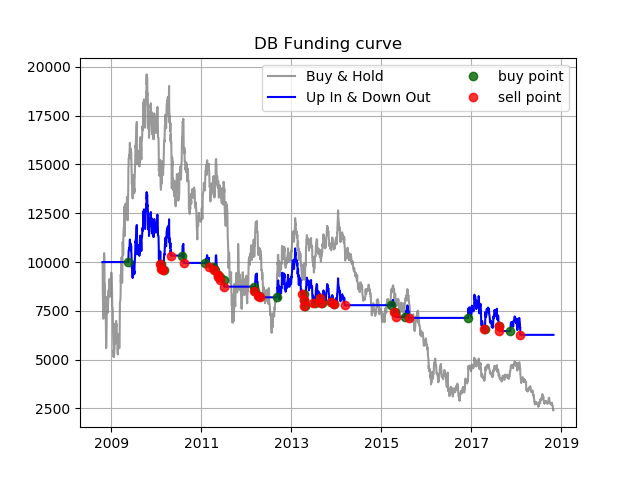 DB Funding curve
20000
17500
15000
12500
10000
7500
5000
2500
Buy & Hold
Up In & Down Out
buy point
sell point
2009 2011 2013 2015 2017 2019